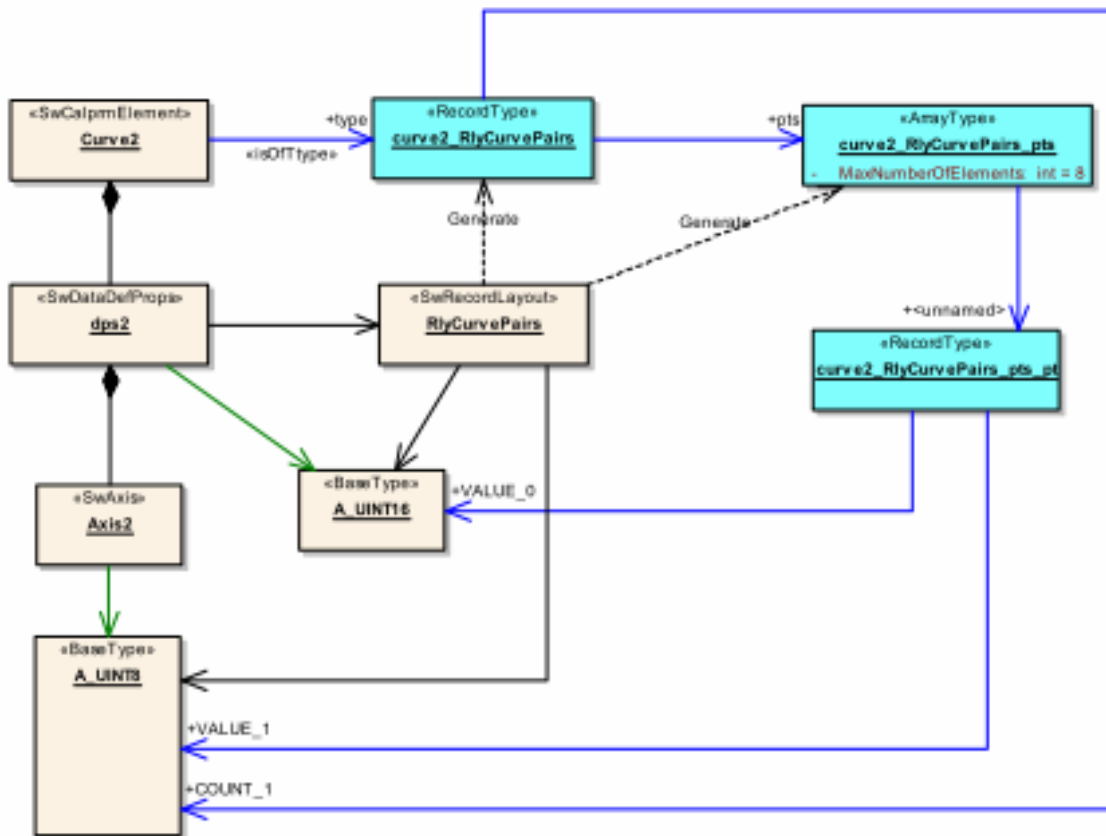 «SwCalprmElement»
Curve2
+type
«isOfTtype»
«RecordType»
curve2_RlyCurvePairs
+pts
«ArrayType»
curve2_RlyCurvePairs_pts
- MaxNumberOfElements: int = 8
Generate
Generate
«SwDataDefProps»
dps2
«SwRecordLayout»
RlyCurvePairs
+<unnamed>
«RecordType»
curve2_RlyCurvePairs_pts_pt
«SwAxis»
Axis2
«BaseType»
A_UINT16
+VALUE_0
«BaseType»
A_UINT8
+VALUE_1
+COUNT_1